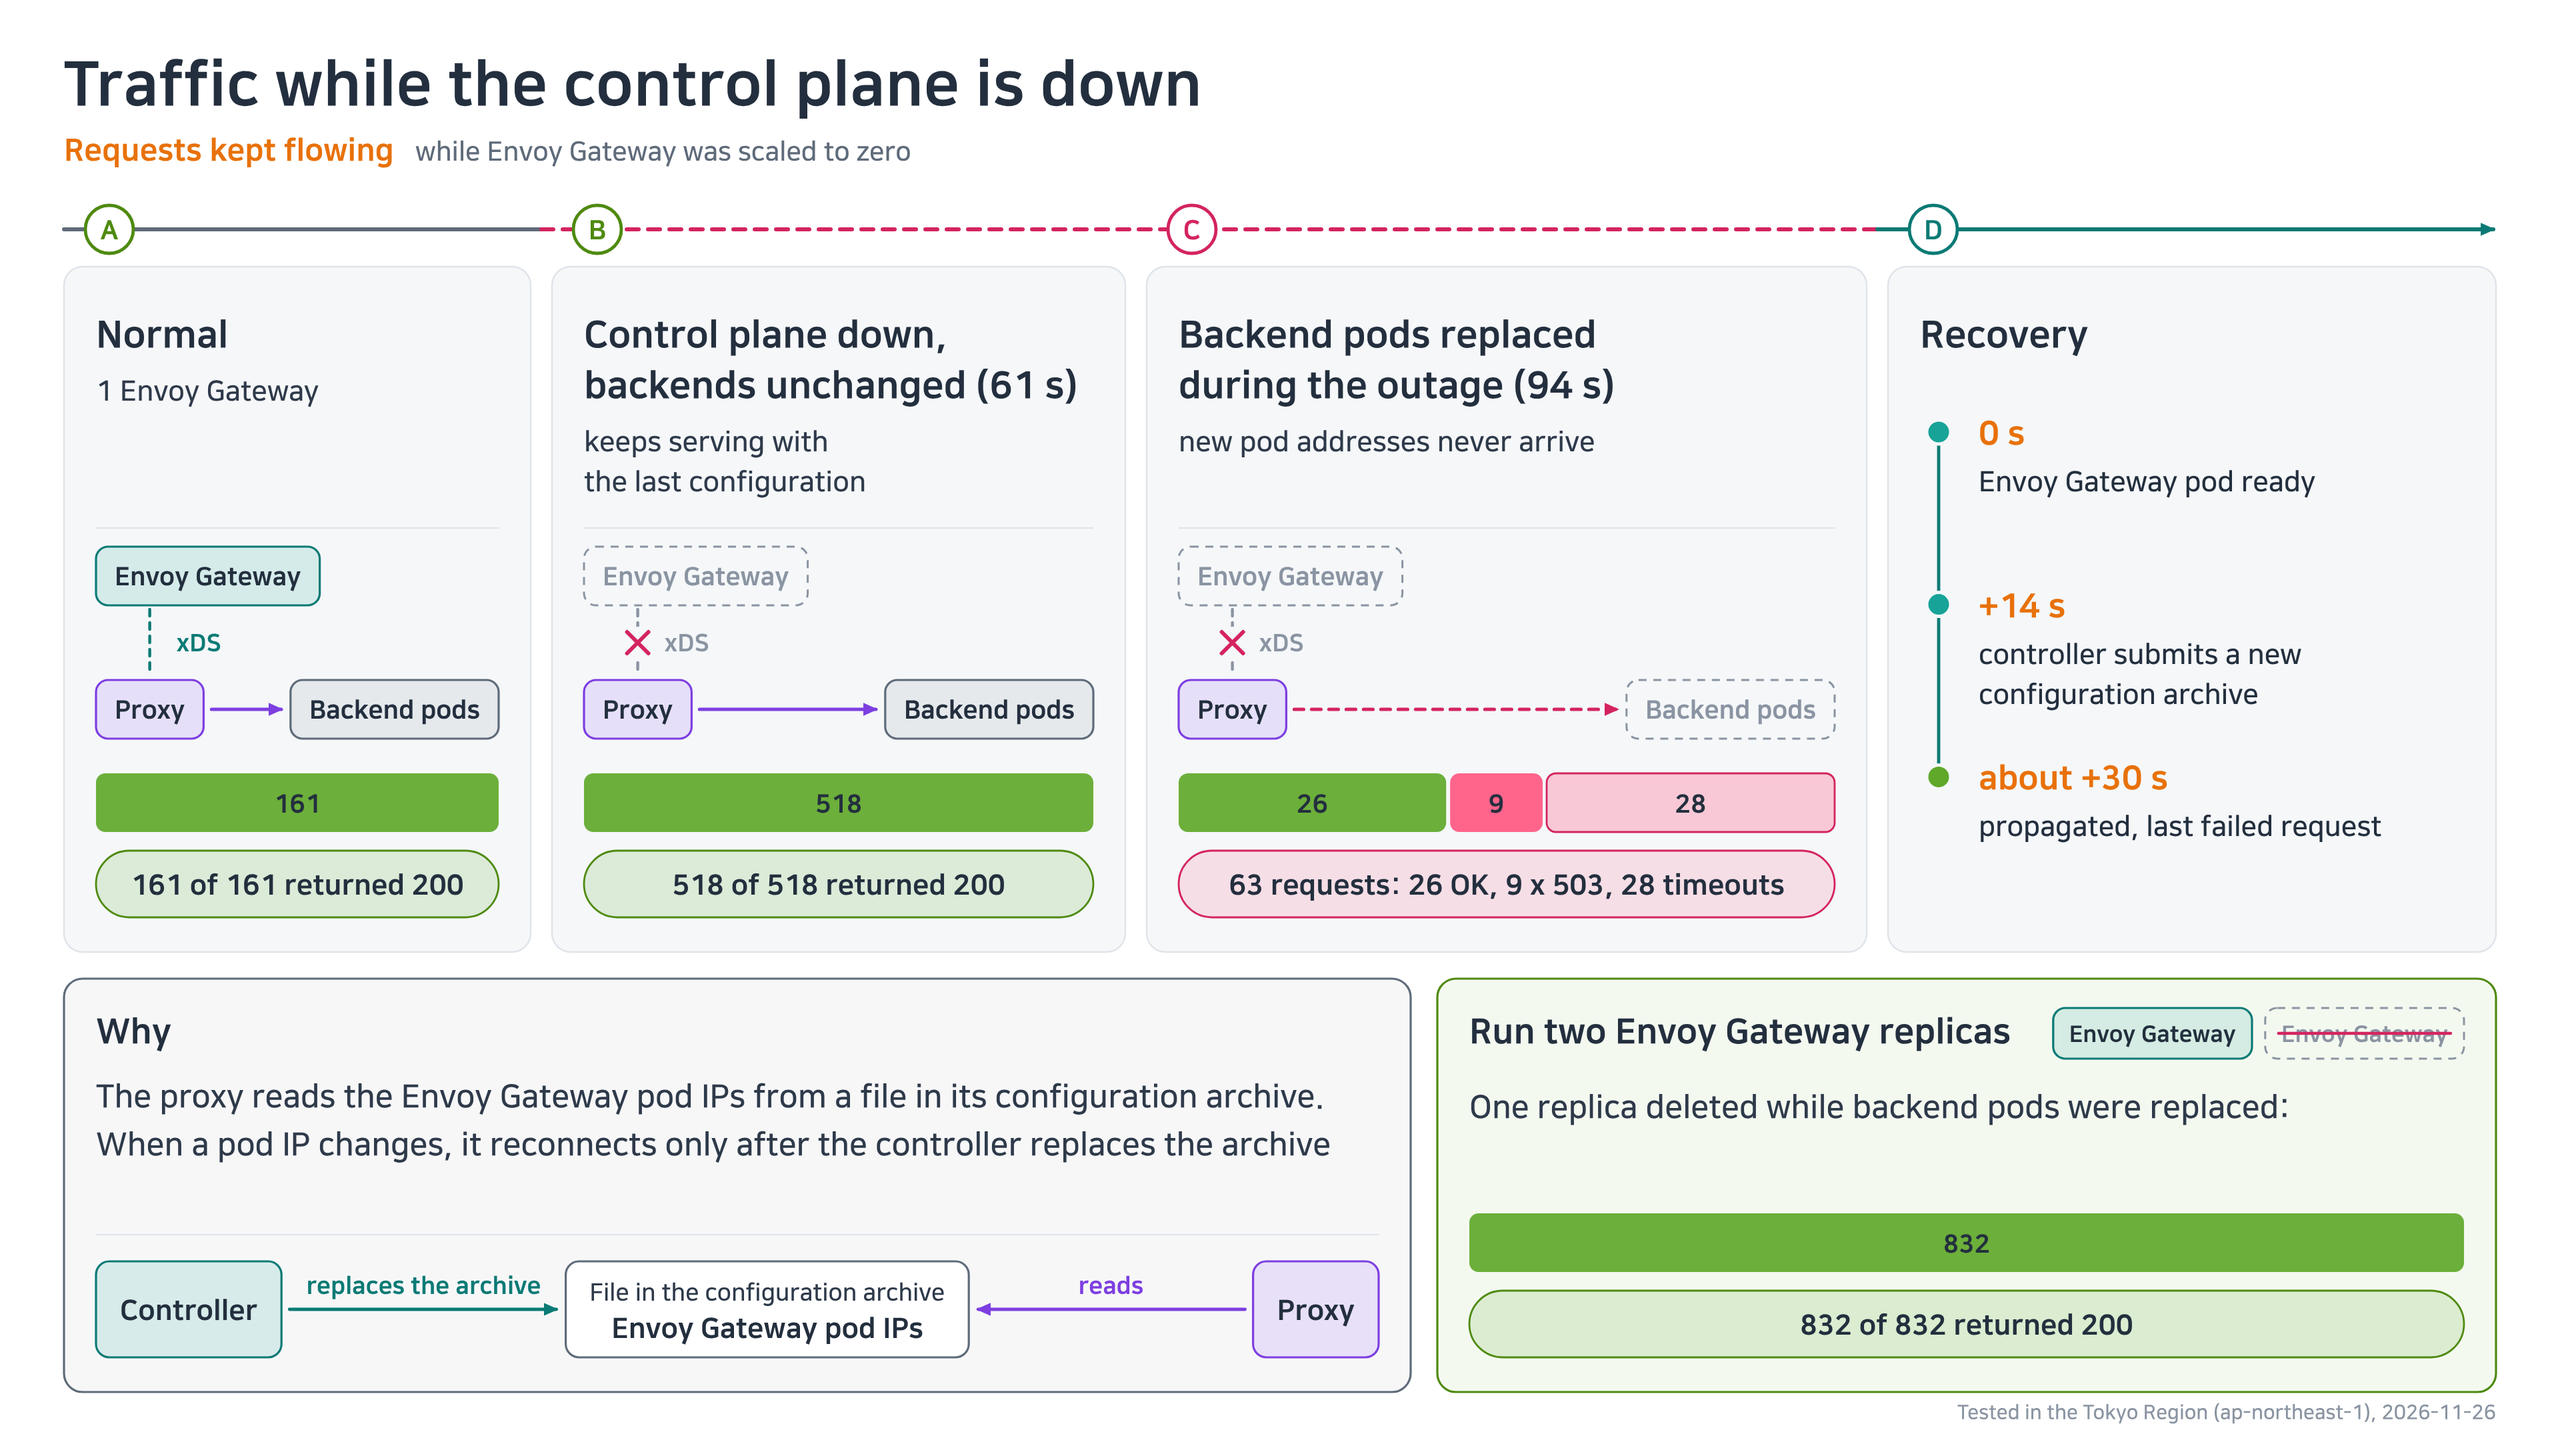 Traffic while the control plane is down
Requests kept flowing while Envoy Gateway was scaled to zero
A
B
C
D
Normal
1 Envoy Gateway
Envoy Gateway
xDS
Proxy
Backend pods
161
161 of 161 returned 200
Control plane down,
backends unchanged (61 s)
keeps serving with
the last configuration
Envoy Gateway
xDS
Proxy
Backend pods
518
518 of 518 returned 200
Backend pods replaced
during the outage (94 s)
new pod addresses never arrive
Envoy Gateway
xDS
Proxy
Backend pods
26
9
28
63 requests: 26 OK, 9 x 503, 28 timeouts
Recovery
0 s
Envoy Gateway pod ready
+14 s
controller submits a new
configuration archive
about +30 s
propagated, last failed request
Why
The proxy reads the Envoy Gateway pod IPs from a file in its configuration archive.
When a pod IP changes, it reconnects only after the controller replaces the archive
Controller
replaces the archive
File in the configuration archive
Envoy Gateway pod IPs
reads
Proxy
Run two Envoy Gateway replicas
Envoy Gateway
Envoy Gateway
One replica deleted while backend pods were replaced:
832
832 of 832 returned 200
Tested in the Tokyo Region (ap-northeast-1), 2026-11-26